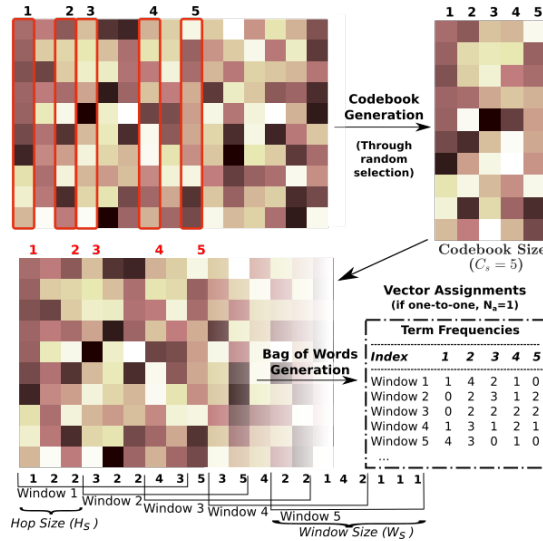 1 2 3 4 5
1 2 3 4 5
Codebook
Generation
(Through
random
selection)
Codebook Size
(C_s = 5)
1 2 3 4 5
Vector Assignments
(if one-to-one, N_a=1)
Bag of Words
Generation
Term Frequencies
Index 1 2 3 4 5
Window 1 1 4 2 1 0
Window 2 0 2 3 1 2
Window 3 0 2 2 2 2
Window 4 1 3 1 2 1
Window 5 4 3 0 1 0
...
1 2 2 2 3 2 4 3 5 3 5 4 2 2 1 4 2 1 1 1
Window 1
Window 2
Window 3
Window 4
Window 5
Hop Size (H_S)
Window Size (W_S)